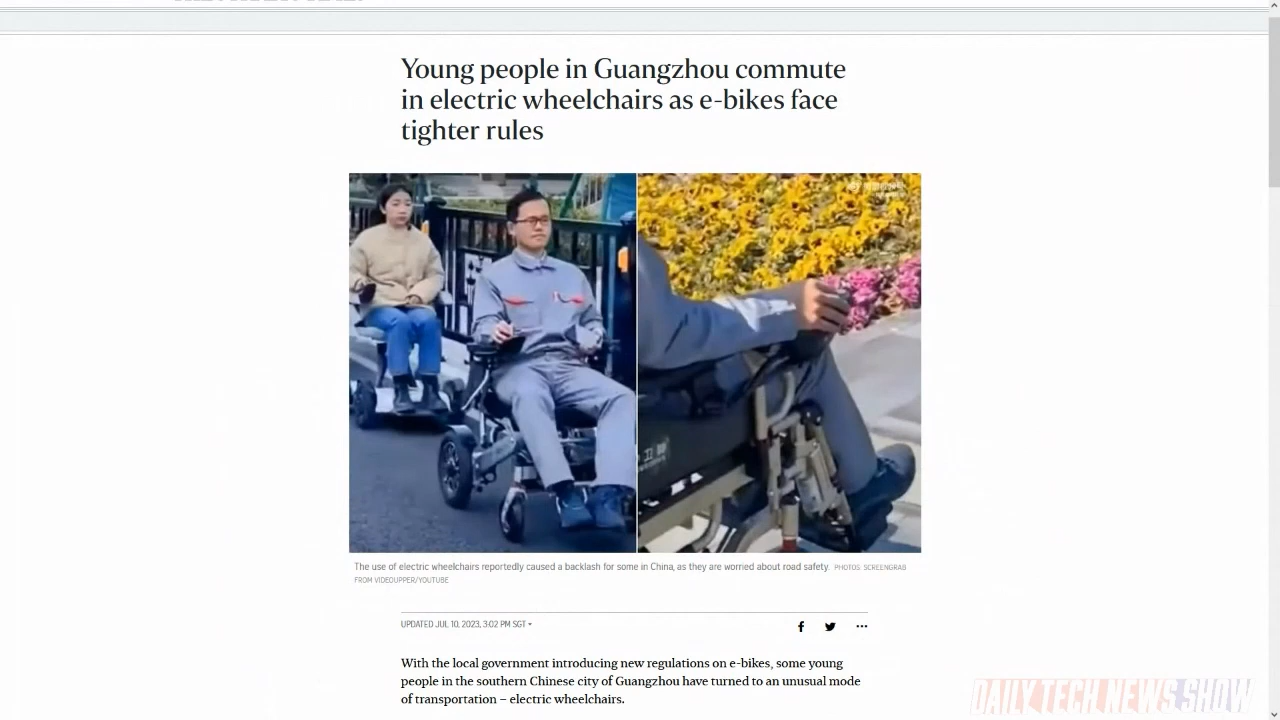 Young people in Guangzhou commute
in electric wheelchairs as e-bikes face
tighter rules
The use of electric wheelchairs reportedly caused a backlash for some in China, as they are worried about road safety. PHOTOS: SCREENGRAB
FROM VIDEOUPPER/YOUTUBE
UPDATED JUL 10, 2023, 3:02 PM SGT
With the local government introducing new regulations on e-bikes, some young
people in the southern Chinese city of Guangzhou have turned to an unusual mode
of transportation – electric wheelchairs.
DAILY TECH NEWS SHOW